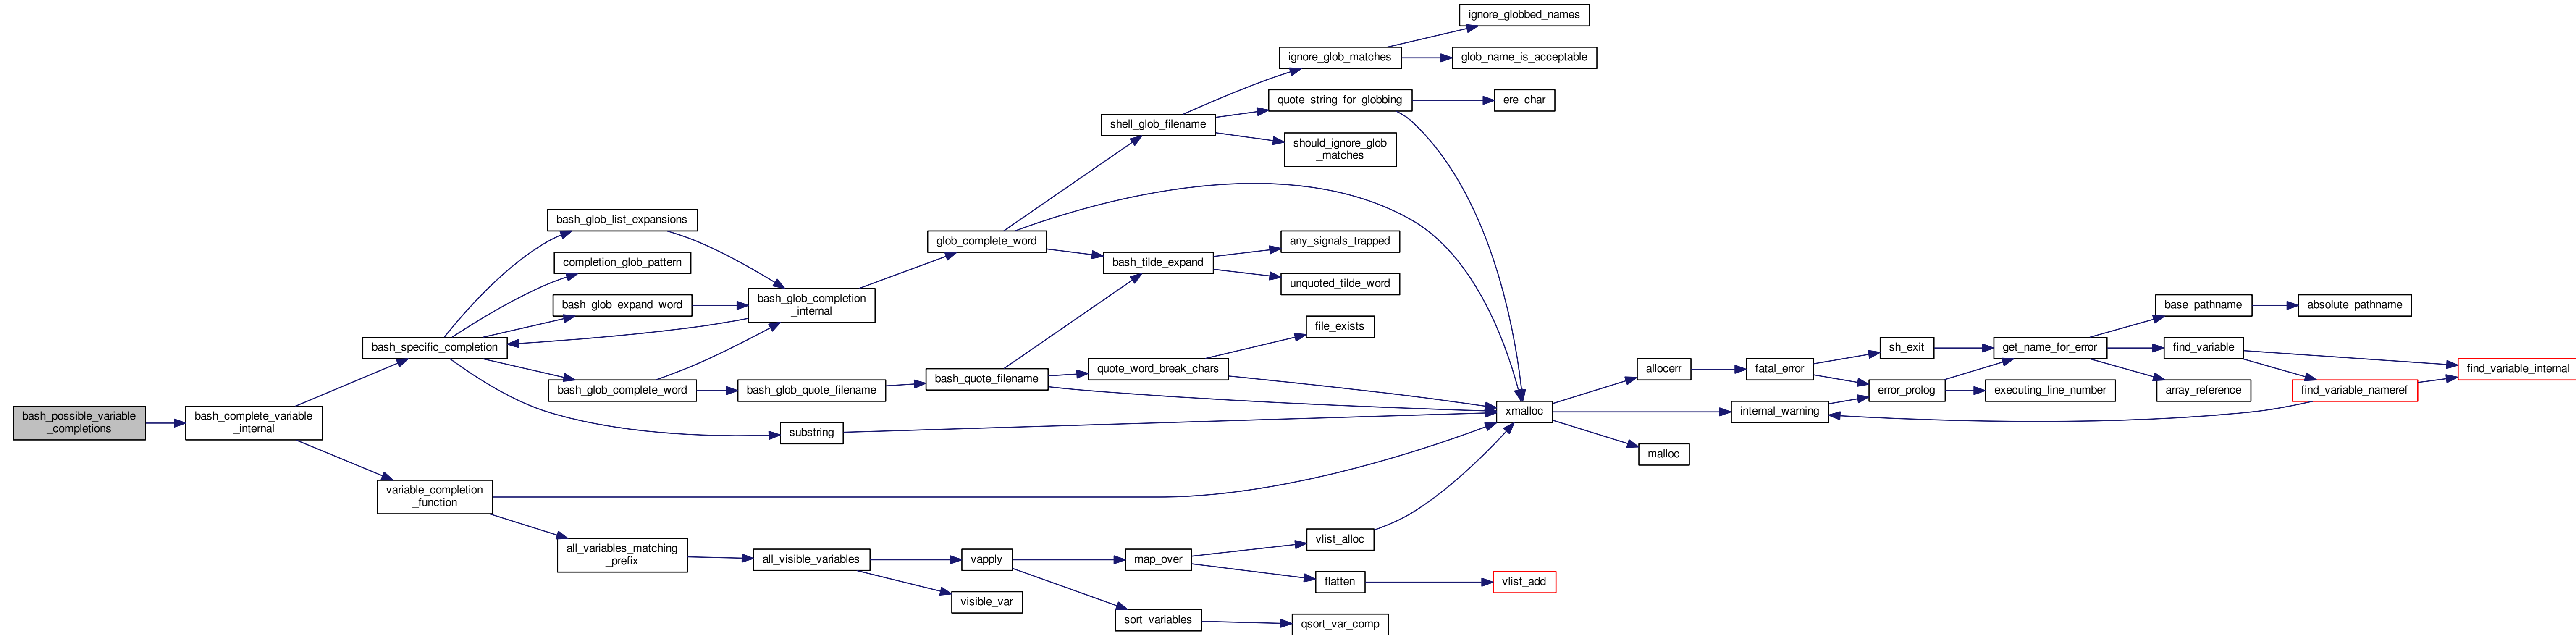 bash_possible_variable
_completions
bash_complete_variable
_internal
bash_specific_completion
variable_completion
_function
bash_glob_list_expansions
completion_glob_pattern
bash_glob_expand_word
bash_glob_complete_word
substring
all_variables_matching
_prefix
bash_glob_completion
_internal
bash_glob_quote_filename
all_visible_variables
glob_complete_word
bash_quote_filename
vapply
visible_var
shell_glob_filename
bash_tilde_expand
quote_word_break_chars
map_over
sort_variables
ignore_glob_matches
quote_string_for_globbing
should_ignore_glob
_matches
any_signals_trapped
unquoted_tilde_word
file_exists
vlist_alloc
flatten
qsort_var_comp
ignore_globbed_names
glob_name_is_acceptable
ere_char
xmalloc
vlist_add
allocerr
internal_warning
malloc
fatal_error
sh_exit
error_prolog
get_name_for_error
executing_line_number
base_pathname
find_variable
array_reference
absolute_pathname
find_variable_nameref
find_variable_internal